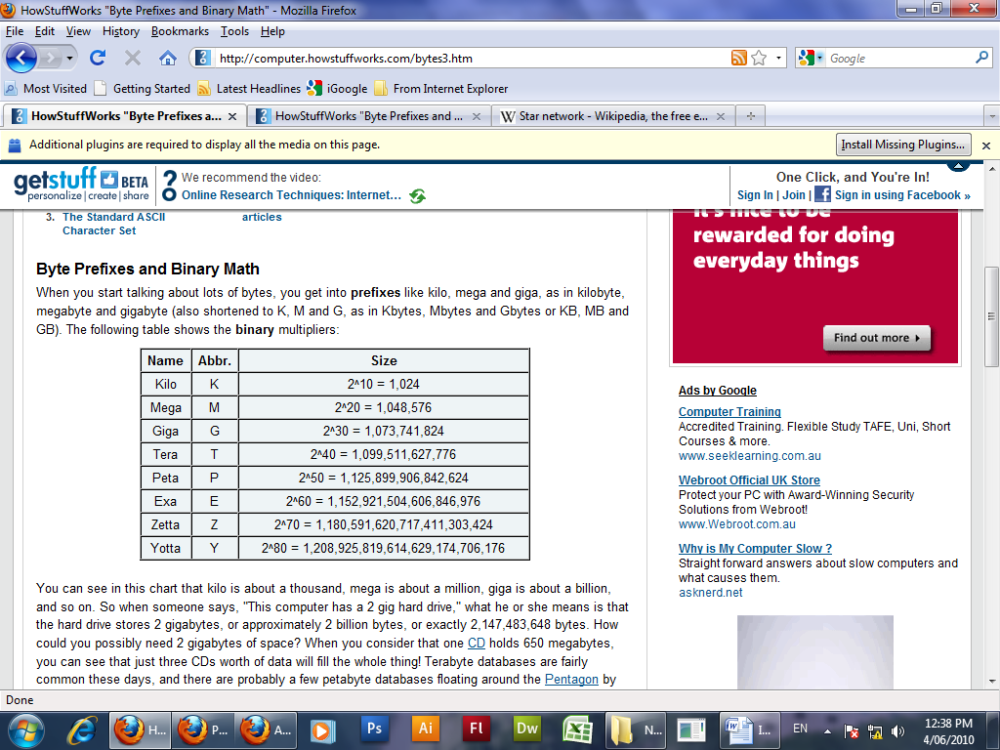 HowStuffWorks "Byte Prefixes and Binary Math" - Mozilla Firefox
File Edit View History Bookmarks Tools Help
http://computer.howstuffworks.com/bytes3.htm
Google
Most Visited Getting Started Latest Headlines iGoogle From Internet Explorer
HowStuffWorks "Byte Prefixes a... HowStuffWorks "Byte Prefixes and ... Star network - Wikipedia, the free e...
Additional plugins are required to display all the media on this page. Install Missing Plugins...
getstuff BETA
personalize | create | share
We recommend the video:
Online Research Techniques: Internet...
One Click, and You're In!
Sign In | Join | Sign in using Facebook »
3. The Standard ASCII
Character Set
articles
Byte Prefixes and Binary Math
When you start talking about lots of bytes, you get into prefixes like kilo, mega and giga, as in kilobyte,
megabyte and gigabyte (also shortened to K, M and G, as in Kbytes, Mbytes and Gbytes or KB, MB and
GB). The following table shows the binary multipliers:
Name Abbr. Size
Kilo K 2^10 = 1,024
Mega M 2^20 = 1,048,576
Giga G 2^30 = 1,073,741,824
Tera T 2^40 = 1,099,511,627,776
Peta P 2^50 = 1,125,899,906,842,624
Exa E 2^60 = 1,152,921,504,606,846,976
Zetta Z 2^70 = 1,180,591,620,717,411,303,424
Yotta Y 2^80 = 1,208,925,819,614,629,174,706,176
You can see in this chart that kilo is about a thousand, mega is about a million, giga is about a billion,
and so on. So when someone says, "This computer has a 2 gig hard drive," what he or she means is that
the hard drive stores 2 gigabytes, or approximately 2 billion bytes, or exactly 2,147,483,648 bytes. How
could you possibly need 2 gigabytes of space? When you consider that one CD holds 650 megabytes,
you can see that just three CDs worth of data will fill the whole thing! Terabyte databases are fairly
common these days, and there are probably a few petabyte databases floating around the Pentagon by
It's nice to be
rewarded for doing
everyday things
Find out more
Ads by Google
Computer Training
Accredited Training. Flexible Study TAFE, Uni, Short
Courses & more.
www.seeklearning.com.au
Webroot Official UK Store
Protect your PC with Award-Winning Security
Solutions from Webroot!
www.Webroot.com.au
Why is My Computer Slow ?
Straight forward answers about slow computers and
what causes them.
asknerd.net
Done
H... P... A... Ps Ai Fl Dw N... I... EN
12:38 PM
4/06/2010